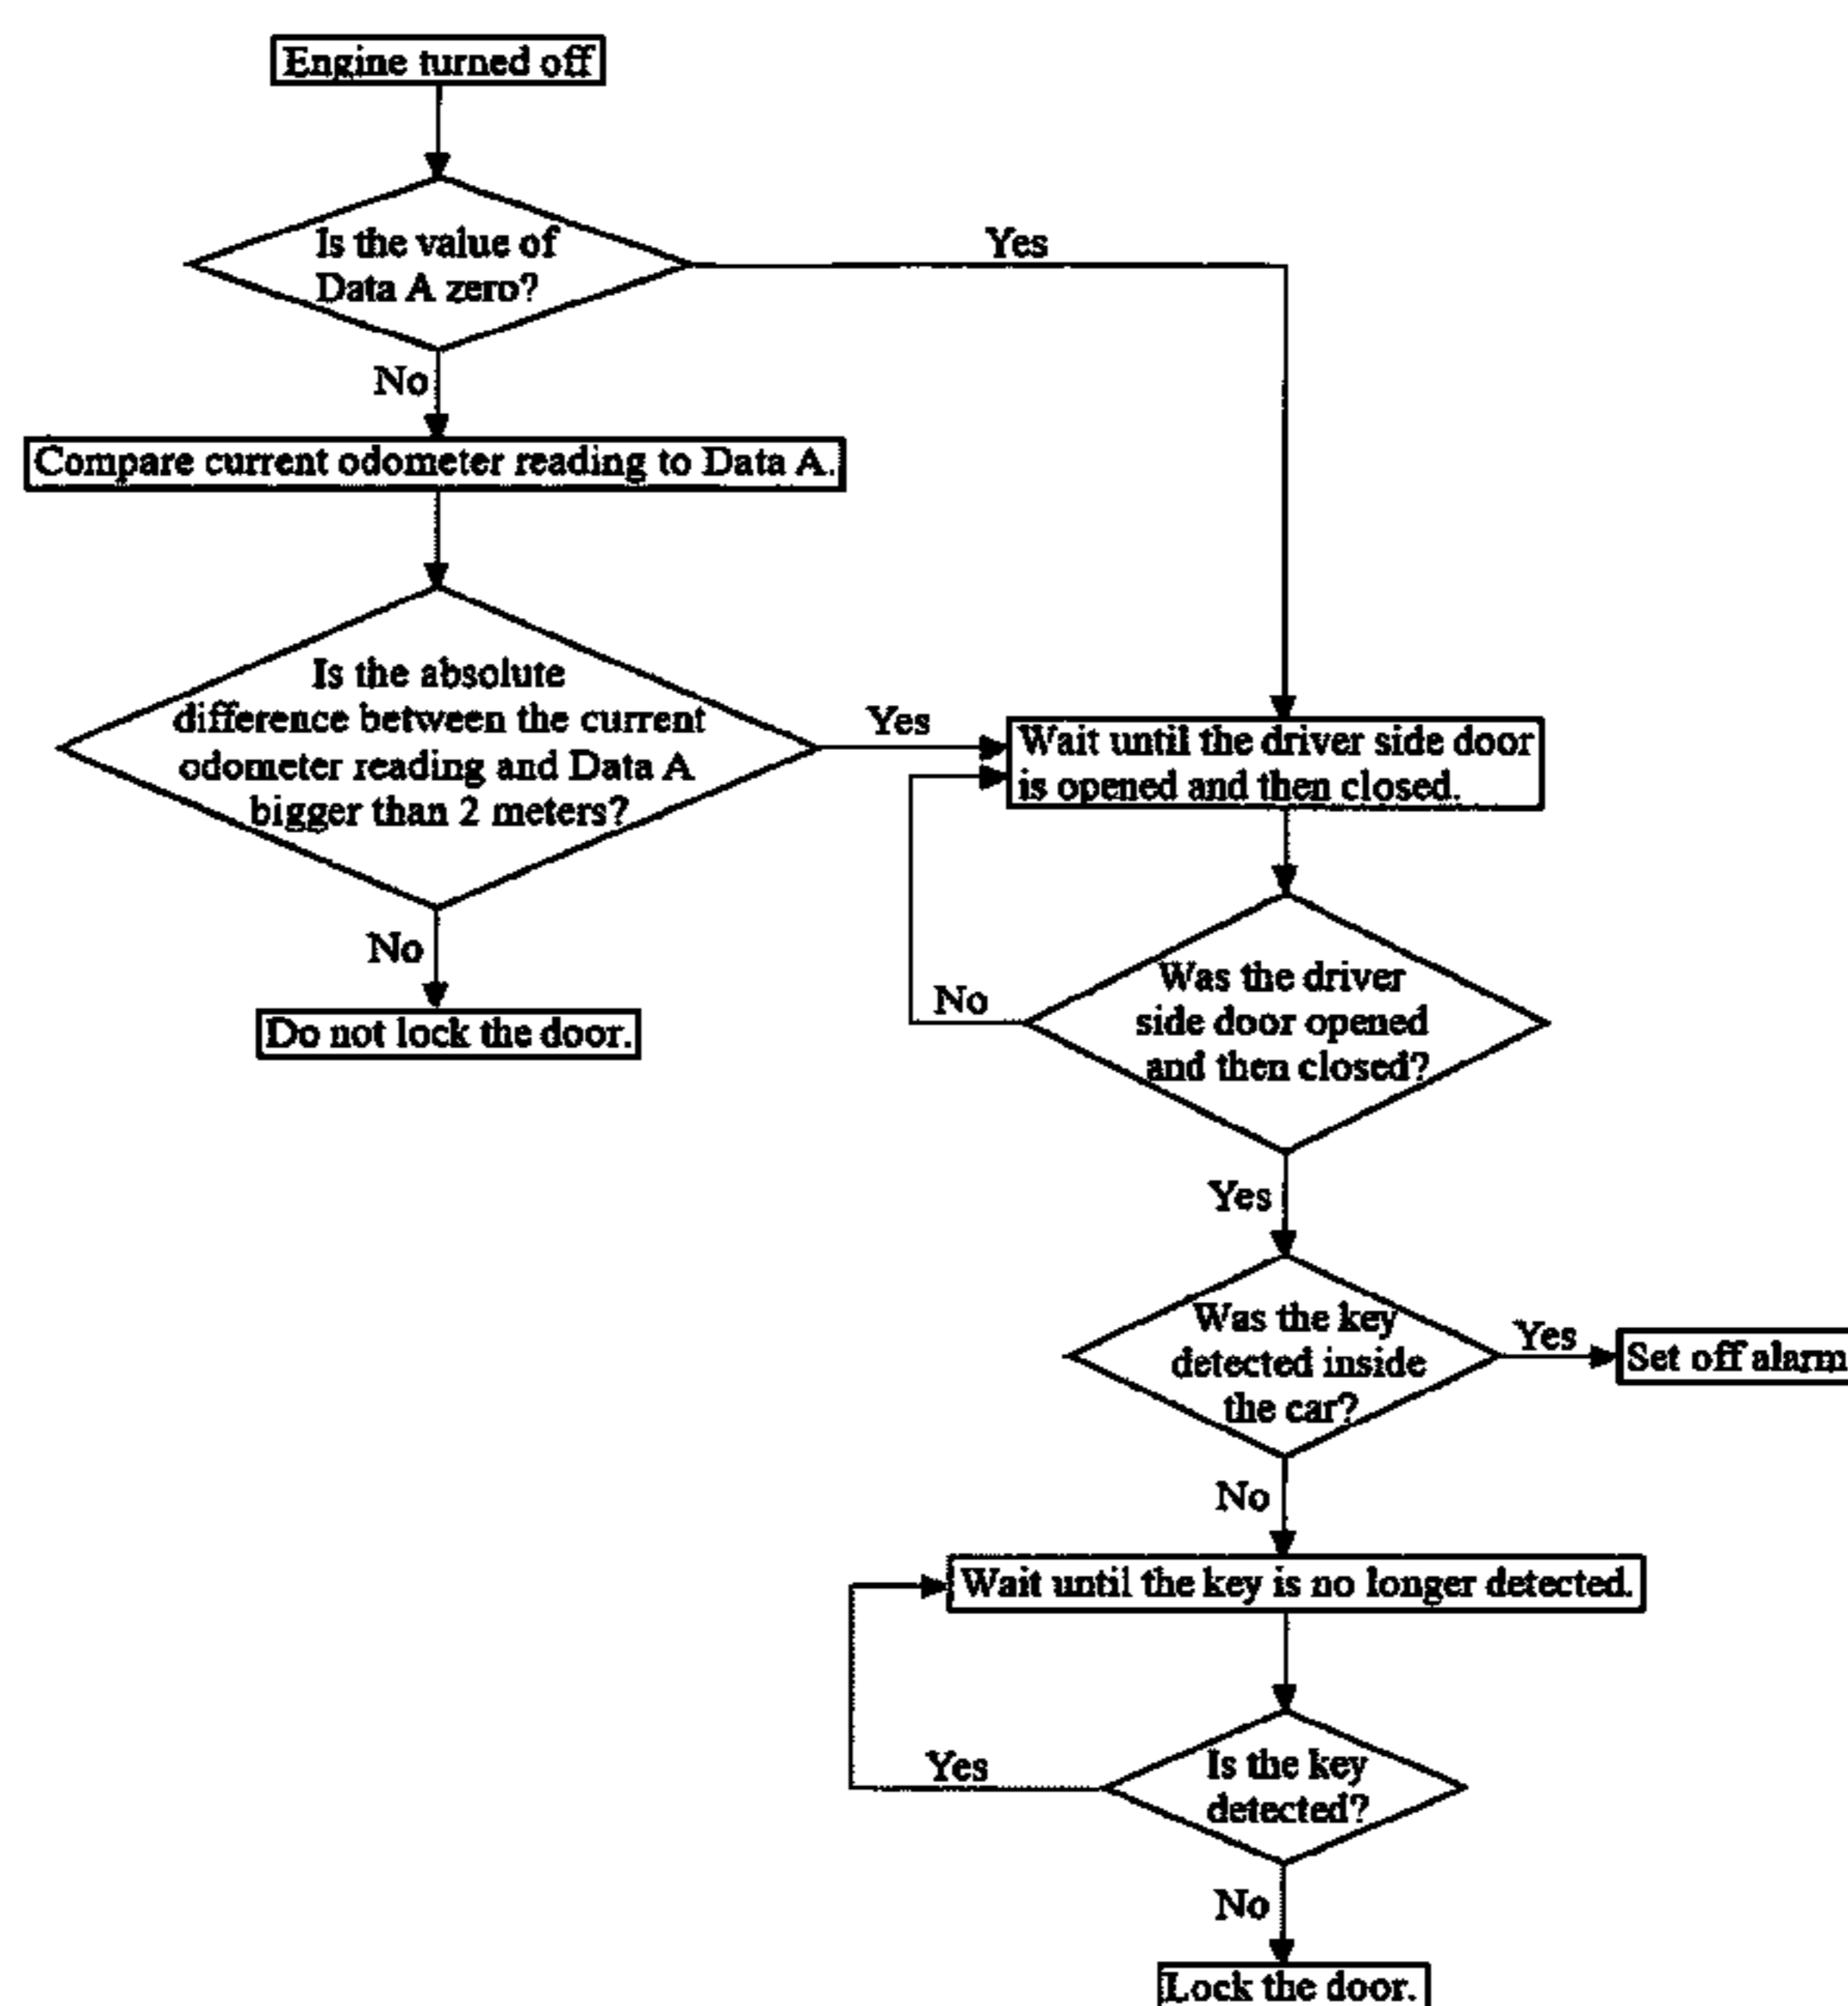 Engine turned off
Is the value of
Data A zero?
Yes
No
Compare current odometer reading to Data A.
Is the absolute
difference between the current
odometer reading and Data A
bigger than 2 meters?
Yes
No
Do not lock the door.
Wait until the driver side door
is opened and then closed.
Was the driver
side door opened
and then closed?
No
Yes
Was the key
detected inside
the car?
Yes
Set off alarm
No
Wait until the key is no longer detected.
Is the key
detected?
Yes
No
Lock the door.